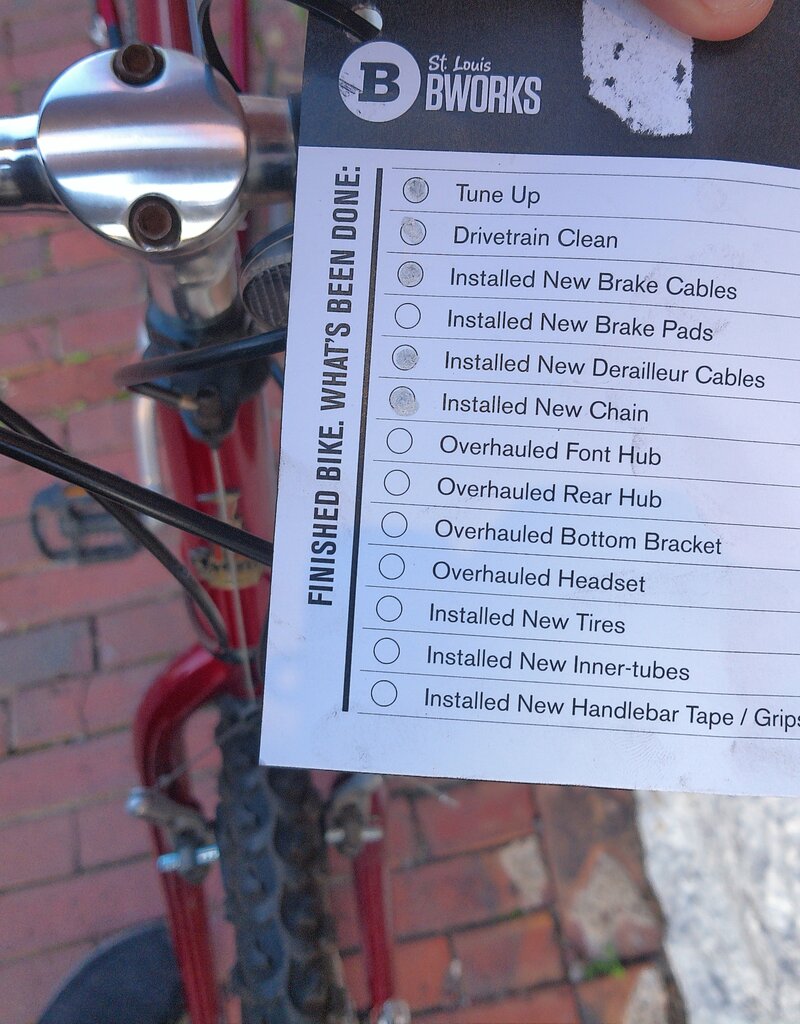 B
St. Louis
BWORKS
FINISHED BIKE. WHAT'S BEEN DONE:
Tune Up
Drivetrain Clean
Installed New Brake Cables
Installed New Brake Pads
Installed New Derailleur Cables
Installed New Chain
Overhauled Font Hub
Overhauled Rear Hub
Overhauled Bottom Bracket
Overhauled Headset
Installed New Tires
Installed New Inner-tubes
Installed New Handlebar Tape / Grips